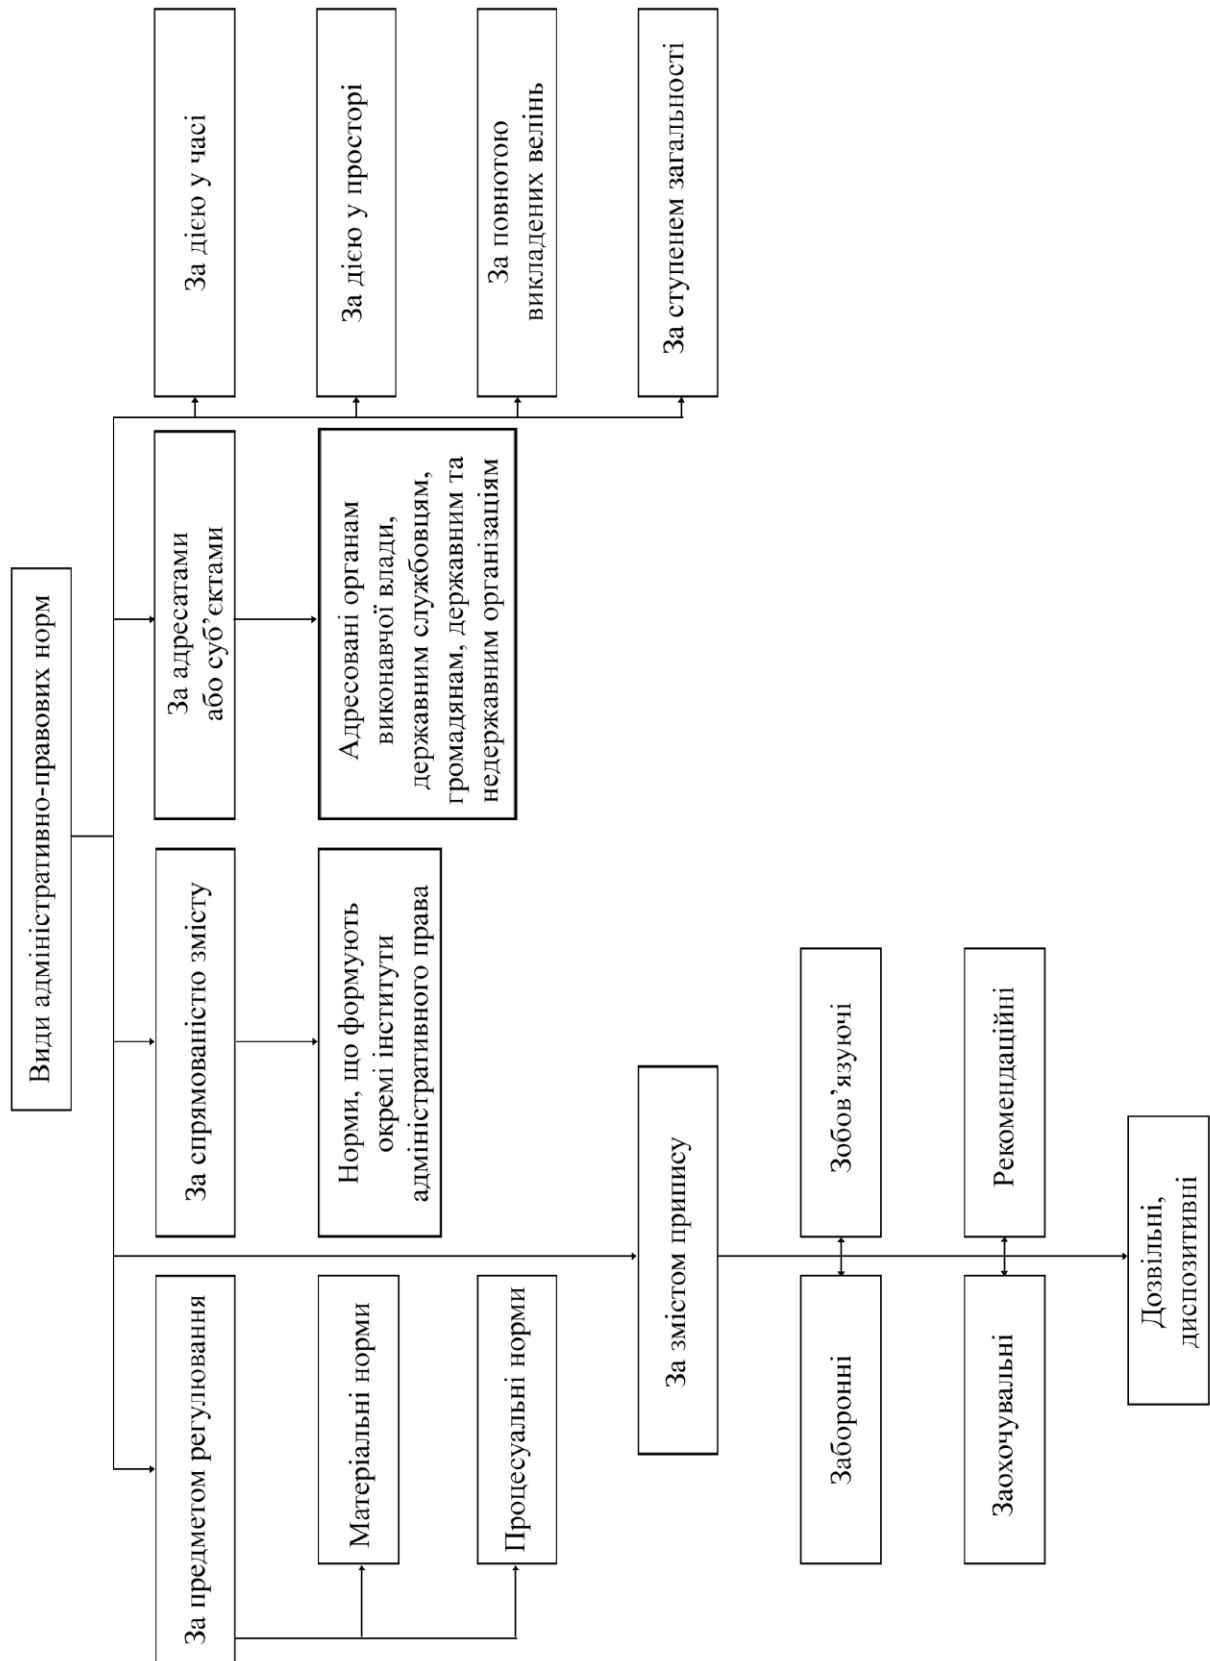 Види адміністративно-правових норм
За предметом регулювання
Матеріальні норми
Процесуальні норми
За спрямованістю змісту
Норми, що формують
окремі інститути
адміністративного права
За адресатами
або суб’єктами
Адресовані органам
виконавчої влади,
державним службовцям,
громадянам, державним та
недержавним організаціям
За дією у часі
За дією у просторі
За повнотою
викладених велінь
За ступенем загальності
За змістом припису
Заборонні
Зобов’язуючі
Заохочувальні
Рекомендаційні
Дозвільні,
диспозитивні